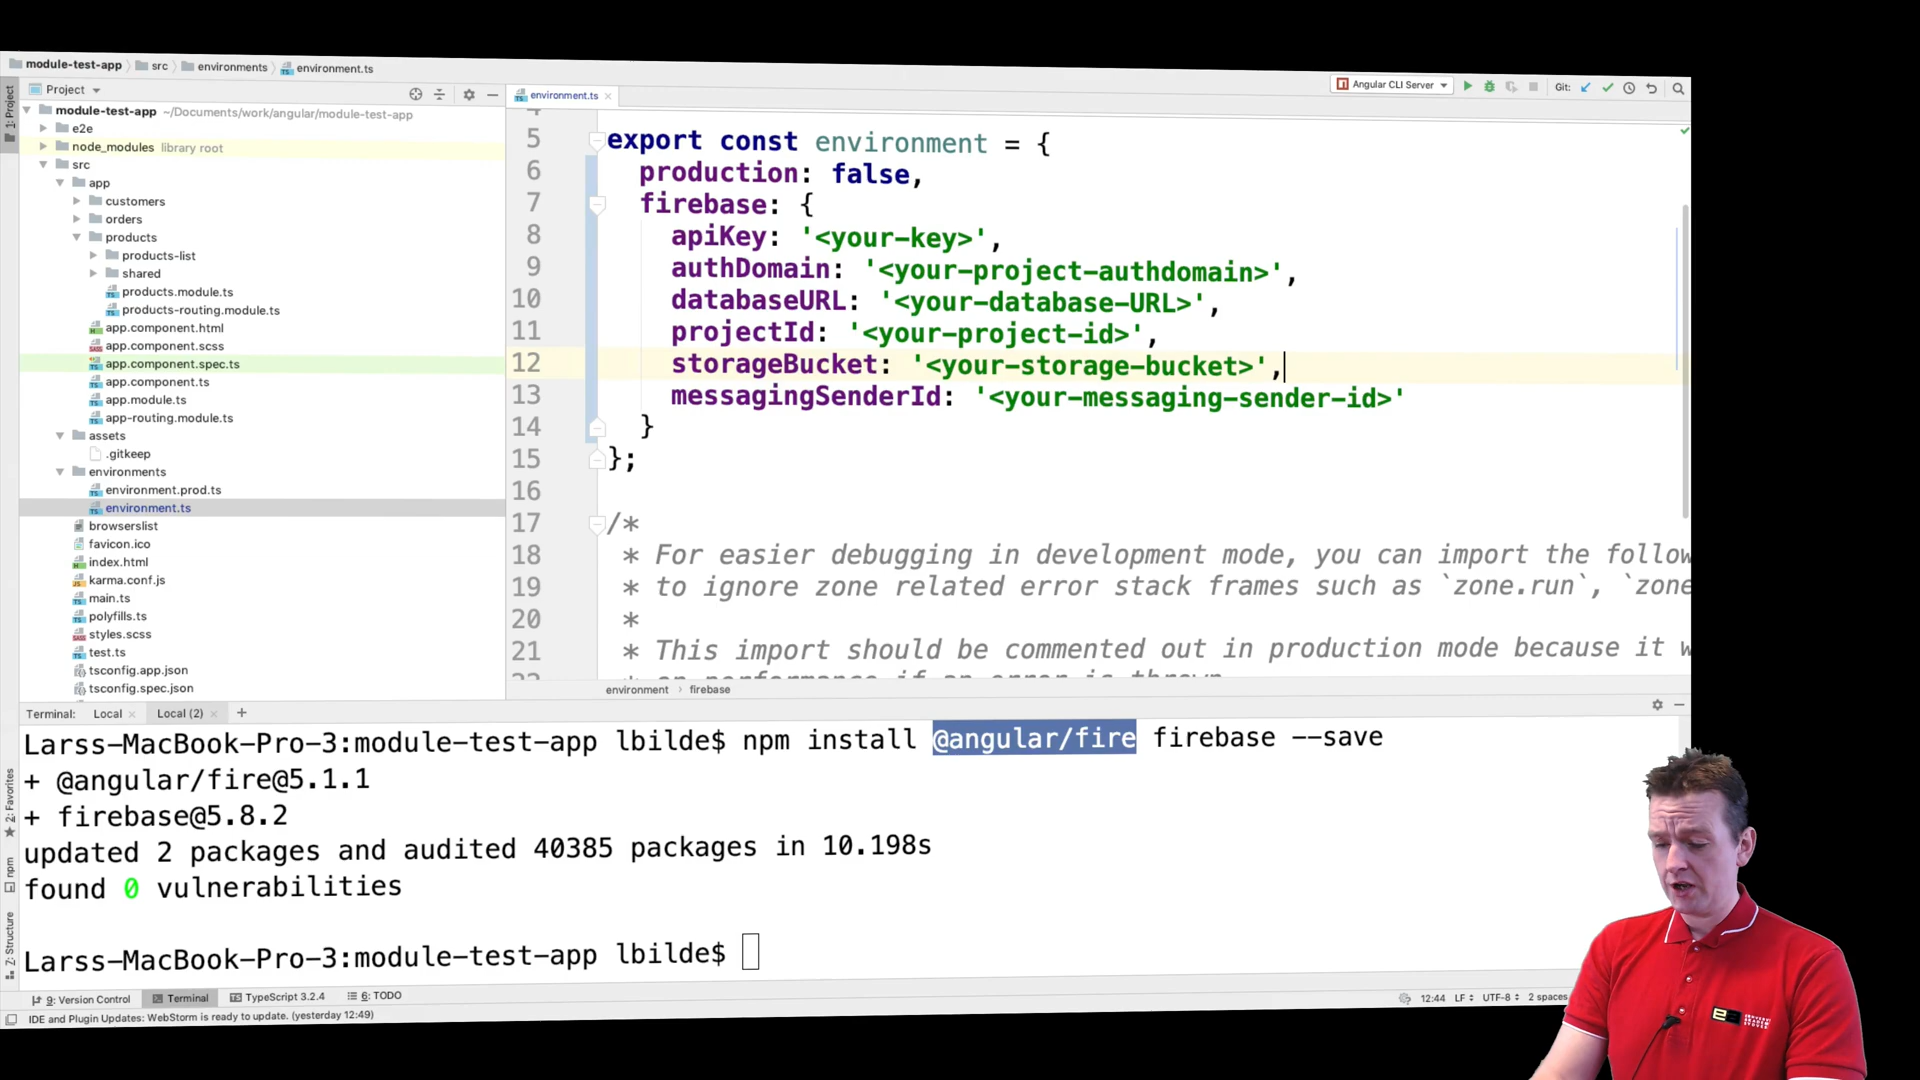 module-test-app src environments environment.ts
Angular CLI Server
Git:
1: Project
Project
environment.ts
module-test-app ~/Documents/work/angular/module-test-app
e2e
node_modules library root
src
app
customers
orders
products
products-list
shared
products.module.ts
products-routing.module.ts
app.component.html
app.component.scss
app.component.spec.ts
app.component.ts
app.module.ts
app-routing.module.ts
assets
.gitkeep
environments
environment.prod.ts
environment.ts
browserslist
favicon.ico
index.html
karma.conf.js
main.ts
polyfills.ts
styles.scss
test.ts
tsconfig.app.json
tsconfig.spec.json
5 export const environment = {
6 production: false,
7 firebase: {
8 apiKey: '<your-key>',
9 authDomain: '<your-project-authdomain>',
10 databaseURL: '<your-database-URL>',
11 projectId: '<your-project-id>',
12 storageBucket: '<your-storage-bucket>',
13 messagingSenderId: '<your-messaging-sender-id>'
14 }
15 };
16
17 /*
18 * For easier debugging in development mode, you can import the follow
19 * to ignore zone related error stack frames such as `zone.run`, `zone
20 *
21 * This import should be commented out in production mode because it w
environment › firebase
Terminal: Local Local (2) +
Larss-MacBook-Pro-3:module-test-app lbilde$ npm install @angular/fire firebase --save
+ @angular/fire@5.1.1
+ firebase@5.8.2
updated 2 packages and audited 40385 packages in 10.198s
found 0 vulnerabilities
Larss-MacBook-Pro-3:module-test-app lbilde$
2: Favorites
npm
Z: Structure
9: Version Control Terminal TypeScript 3.2.4 6: TODO
12:44 LF UTF-8 2 spaces
IDE and Plugin Updates: WebStorm is ready to update. (yesterday 12:49)